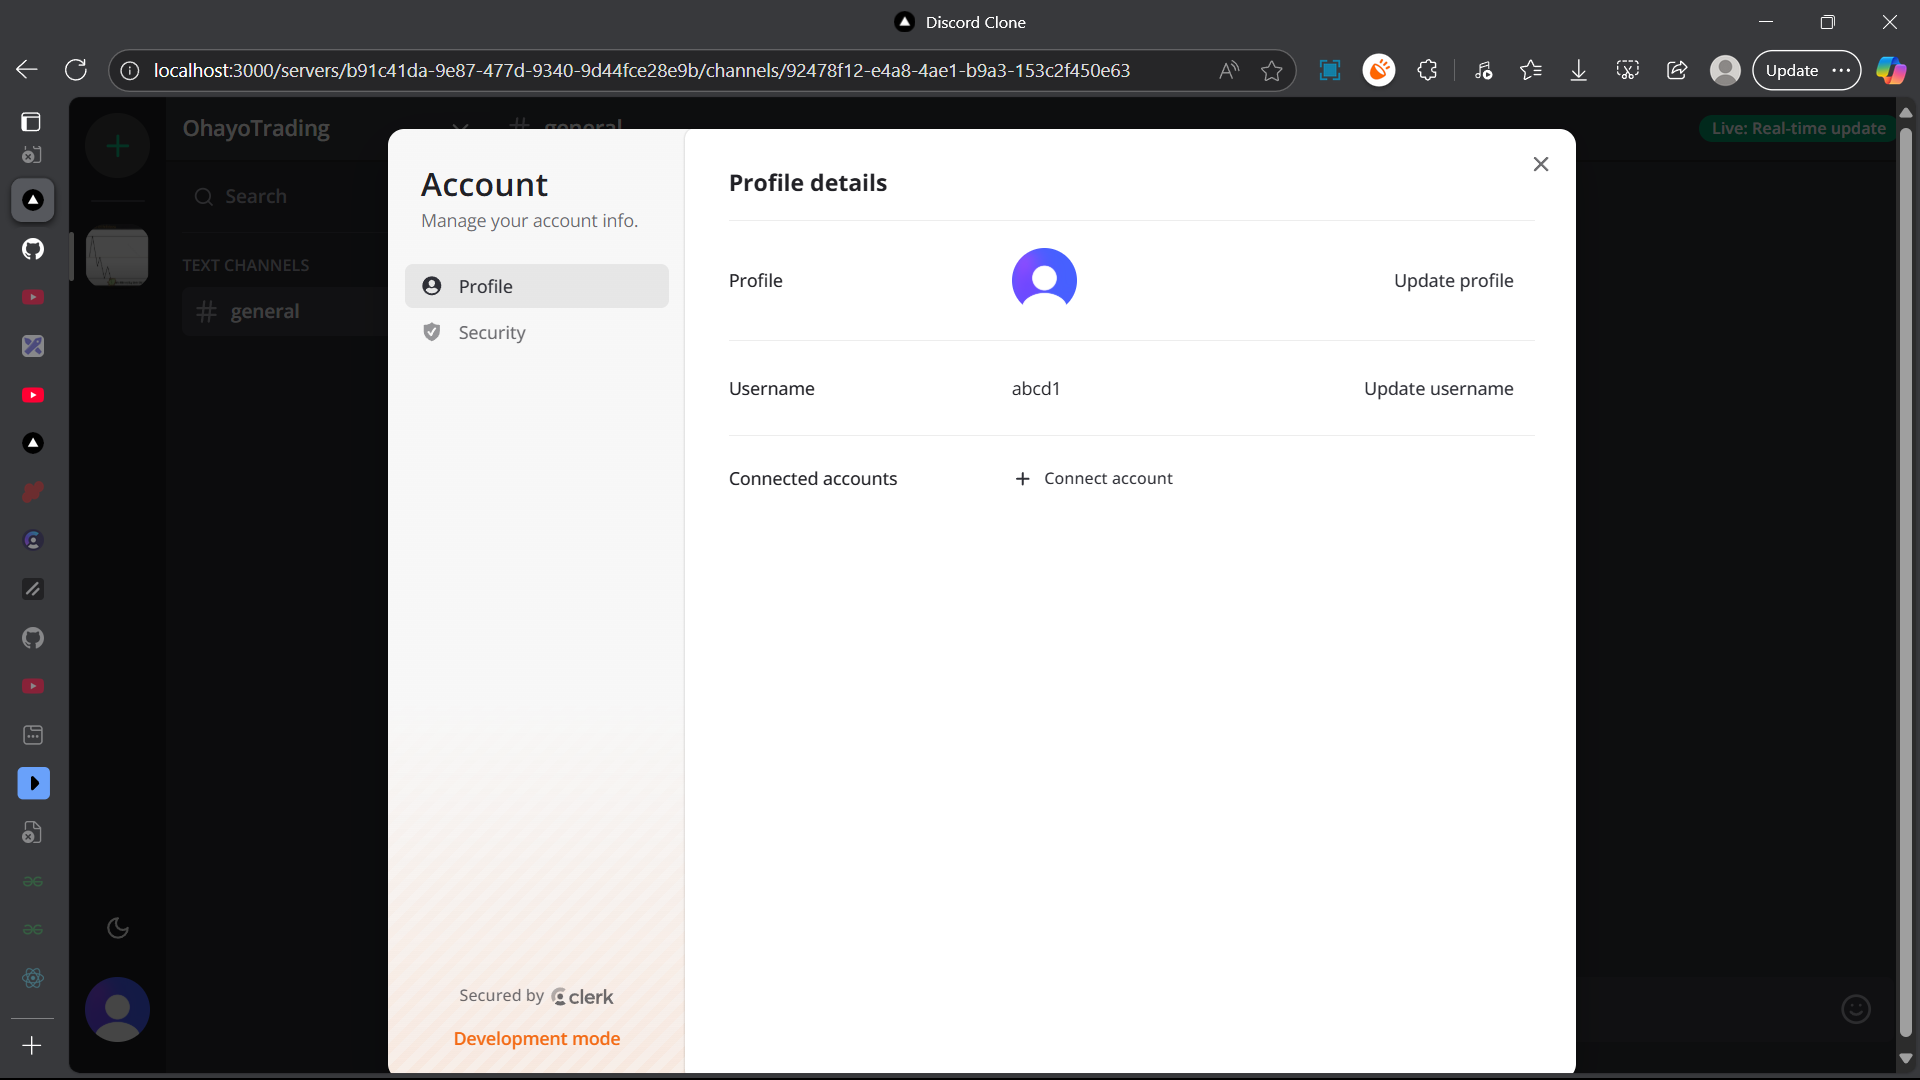 Discord Clone
localhost:3000/servers/b91c41da-9e87-477d-9340-9d44fce28e9b/channels/92478f12-e4a8-4ae1-b9a3-153c2f450e63
Update
OhayoTrading
general
Live: Real-time update
Search
TEXT CHANNELS
general
Account
Manage your account info.
Profile
Security
Profile details
Profile
Update profile
Username
abcd1
Update username
Connected accounts
+ Connect account
Secured by clerk
Development mode